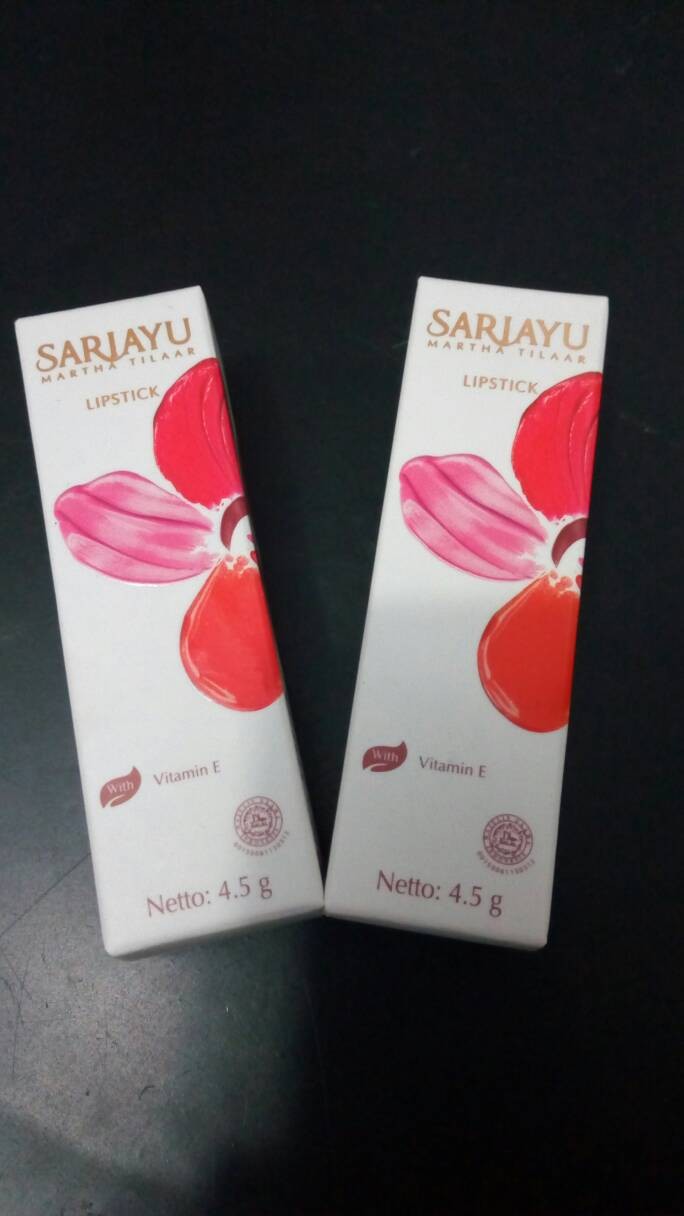 SARIAYU
MARTHA TILAAR
LIPSTICK
With
Vitamin E
Netto: 4.5 g
SARIAYU
MARTHA TILAAR
LIPSTICK
With
Vitamin E
Netto: 4.5 g